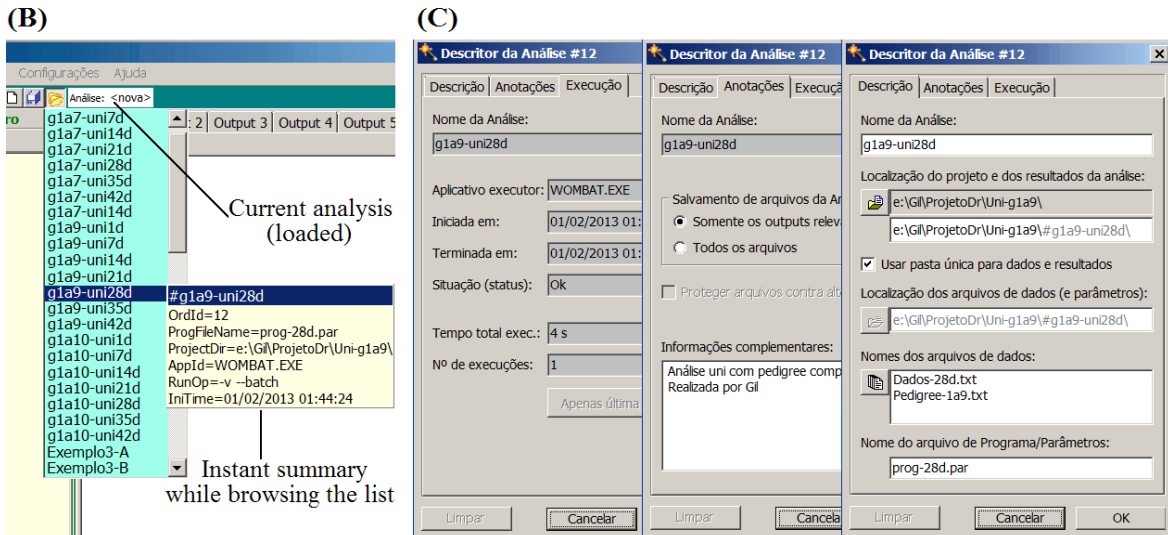 (B)
Configurações Ajuda
Análise: <nova>
ro
: 2 Output 3 Output 4 Output 5
g1a7-uni7d
g1a7-uni14d
g1a7-uni21d
g1a7-uni28d
g1a7-uni35d
g1a7-uni42d
g1a7-uni14d
g1a9-uni1d
g1a9-uni7d
g1a9-uni14d
g1a9-uni21d
g1a9-uni28d
g1a9-uni35d
g1a9-uni42d
g1a10-uni1d
g1a10-uni7d
g1a10-uni14d
g1a10-uni21d
g1a10-uni28d
g1a10-uni35d
g1a10-uni42d
Exemplo3-A
Exemplo3-B
Current analysis
(loaded)
#g1a9-uni28d
OrdId=12
ProgFileName=prog-28d.par
ProjectDir=e:\Gil\ProjetoDr\Uni-g1a9\
AppId=WOMBAT.EXE
RunOp=-v --batch
IniTime=01/02/2013 01:44:24
Instant summary
while browsing the list
(C)
Descritor da Análise #12
Descrição Anotações Execução
Nome da Análise:
g1a9-uni28d
Aplicativo executor: WOMBAT.EXE
Iniciada em: 01/02/2013 01:
Terminada em: 01/02/2013 01:
Situação (status): Ok
Tempo total exec.: 4 s
Nº de execuções: 1
Apenas última
Limpar Cancelar
Descritor da Análise #12
Descrição Anotações Execuçã
Nome da Análise:
g1a9-uni28d
Salvamento de arquivos da An
Somente os outputs relev
Todos os arquivos
Proteger arquivos contra alte
Informações complementares:
Análise uni com pedigree comp
Realizada por Gil
Limpar Cancela
Descritor da Análise #12
Descrição Anotações Execução
Nome da Análise:
g1a9-uni28d
Localização do projeto e dos resultados da análise:
e:\Gil\ProjetoDr\Uni-g1a9\
e:\Gil\ProjetoDr\Uni-g1a9\#g1a9-uni28d\
Usar pasta única para dados e resultados
Localização dos arquivos de dados (e parâmetros):
e:\Gil\ProjetoDr\Uni-g1a9\#g1a9-uni28d\
Nomes dos arquivos de dados:
Dados-28d.txt
Pedigree-1a9.txt
Nome do arquivo de Programa/Parâmetros:
prog-28d.par
Limpar Cancelar OK